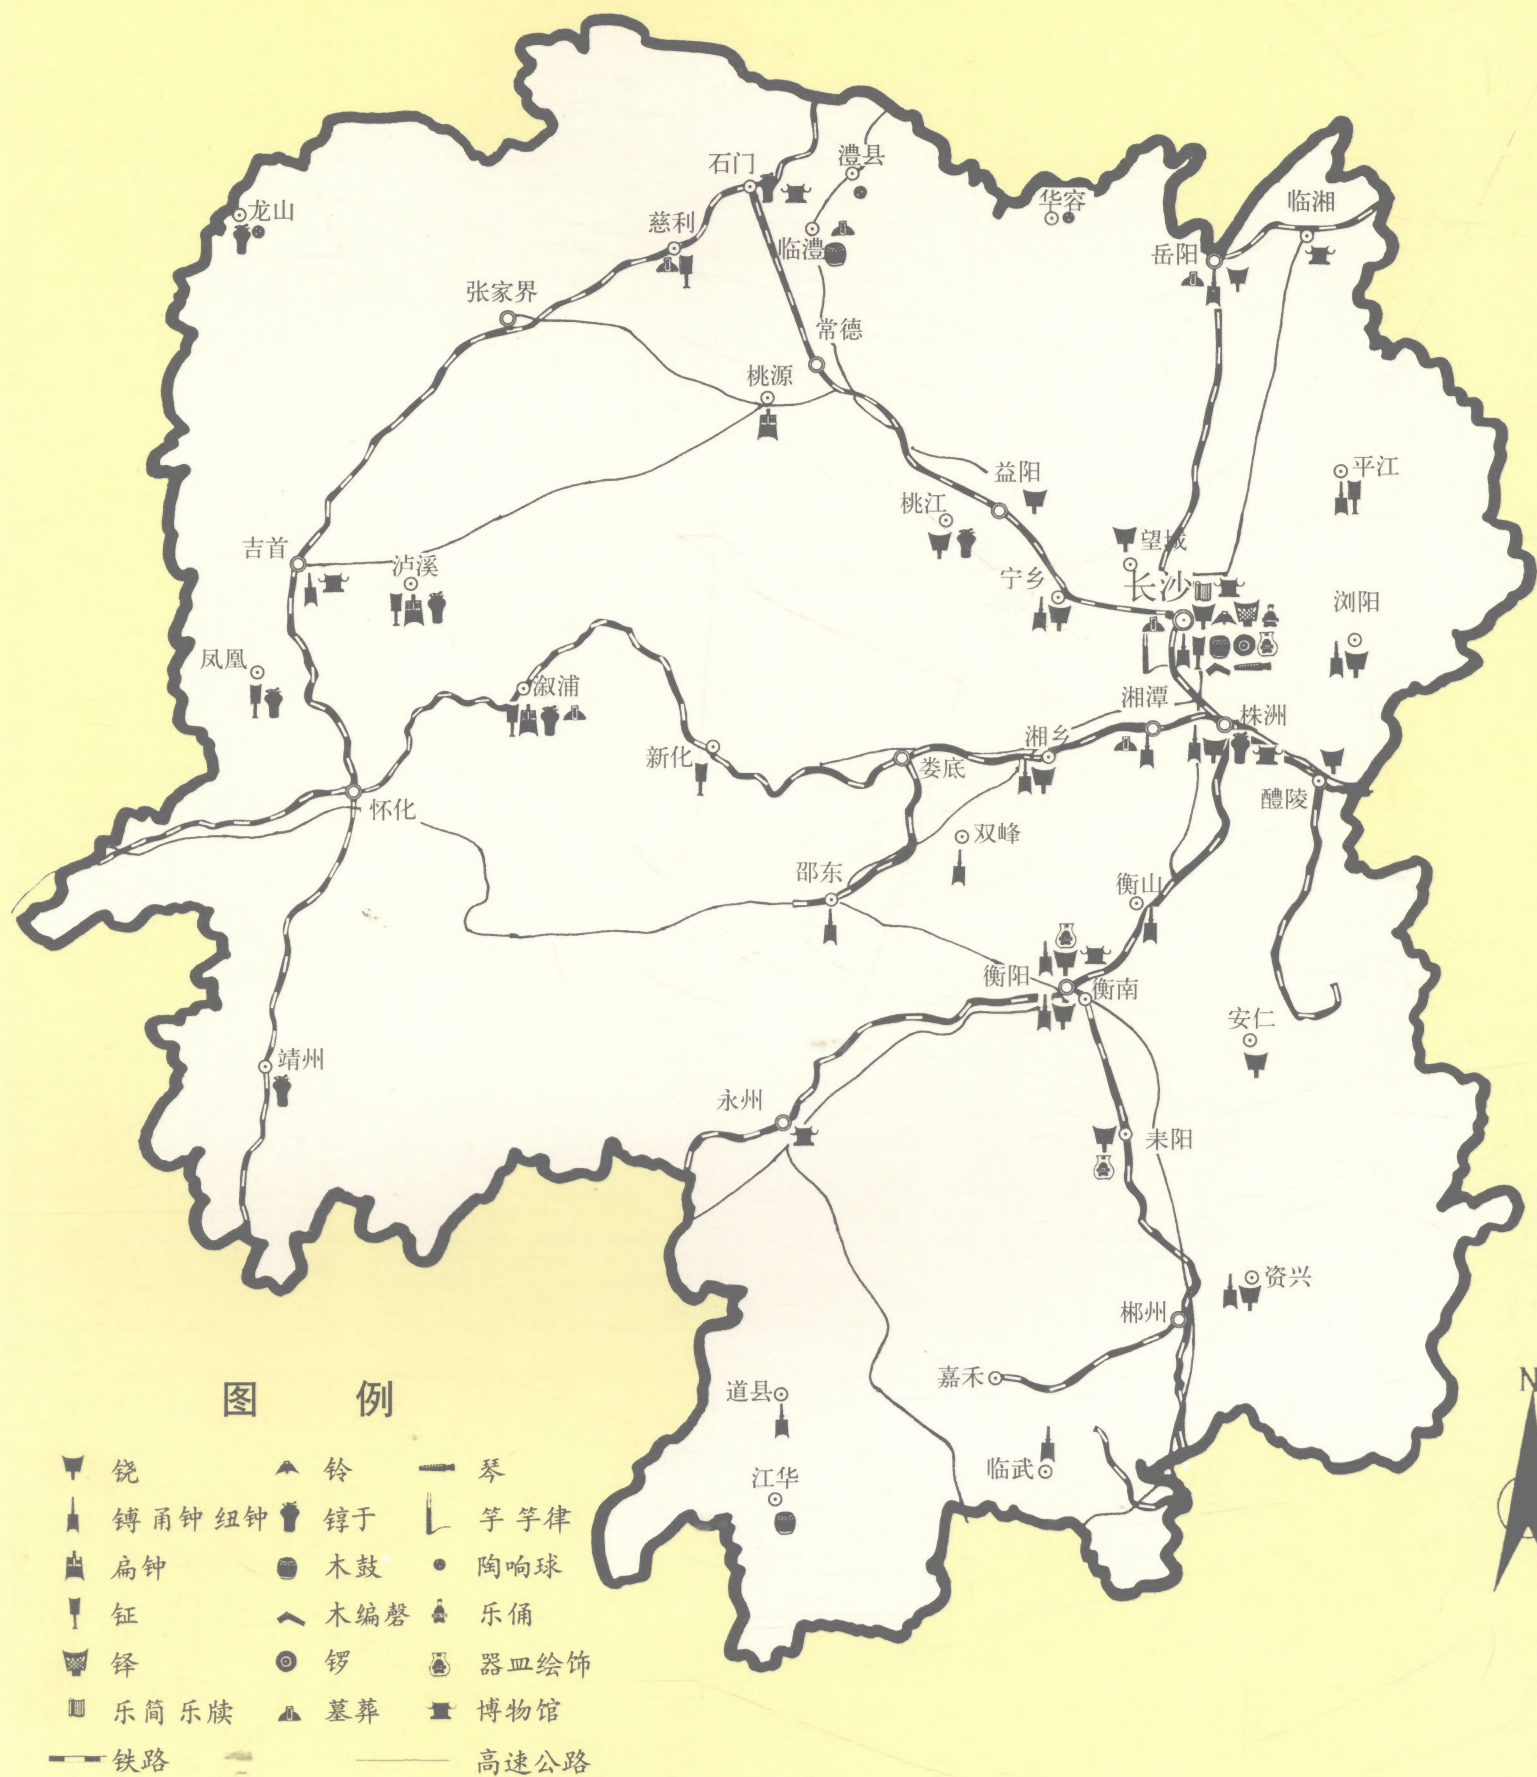 石门
澧县
龙山
华容
临湘
慈利
临澧
岳阳
张家界
常德
桃源
益阳
平江
桃江
望城
吉首
泸溪
宁乡
长沙
浏阳
凤凰
溆浦
湘潭
株洲
新化
湘乡
娄底
醴陵
怀化
双峰
邵东
衡山
衡阳
衡南
安仁
靖州
永州
耒阳
资兴
郴州
嘉禾
道县
临武
江华
N
图 例
铙 铃 琴
镈 甬钟 纽钟 錞于 竽 竽律
扁钟 木鼓 陶响球
钲 木编磬 乐俑
铎 锣 器皿绘饰
乐简 乐牍 墓葬 博物馆
铁路 高速公路